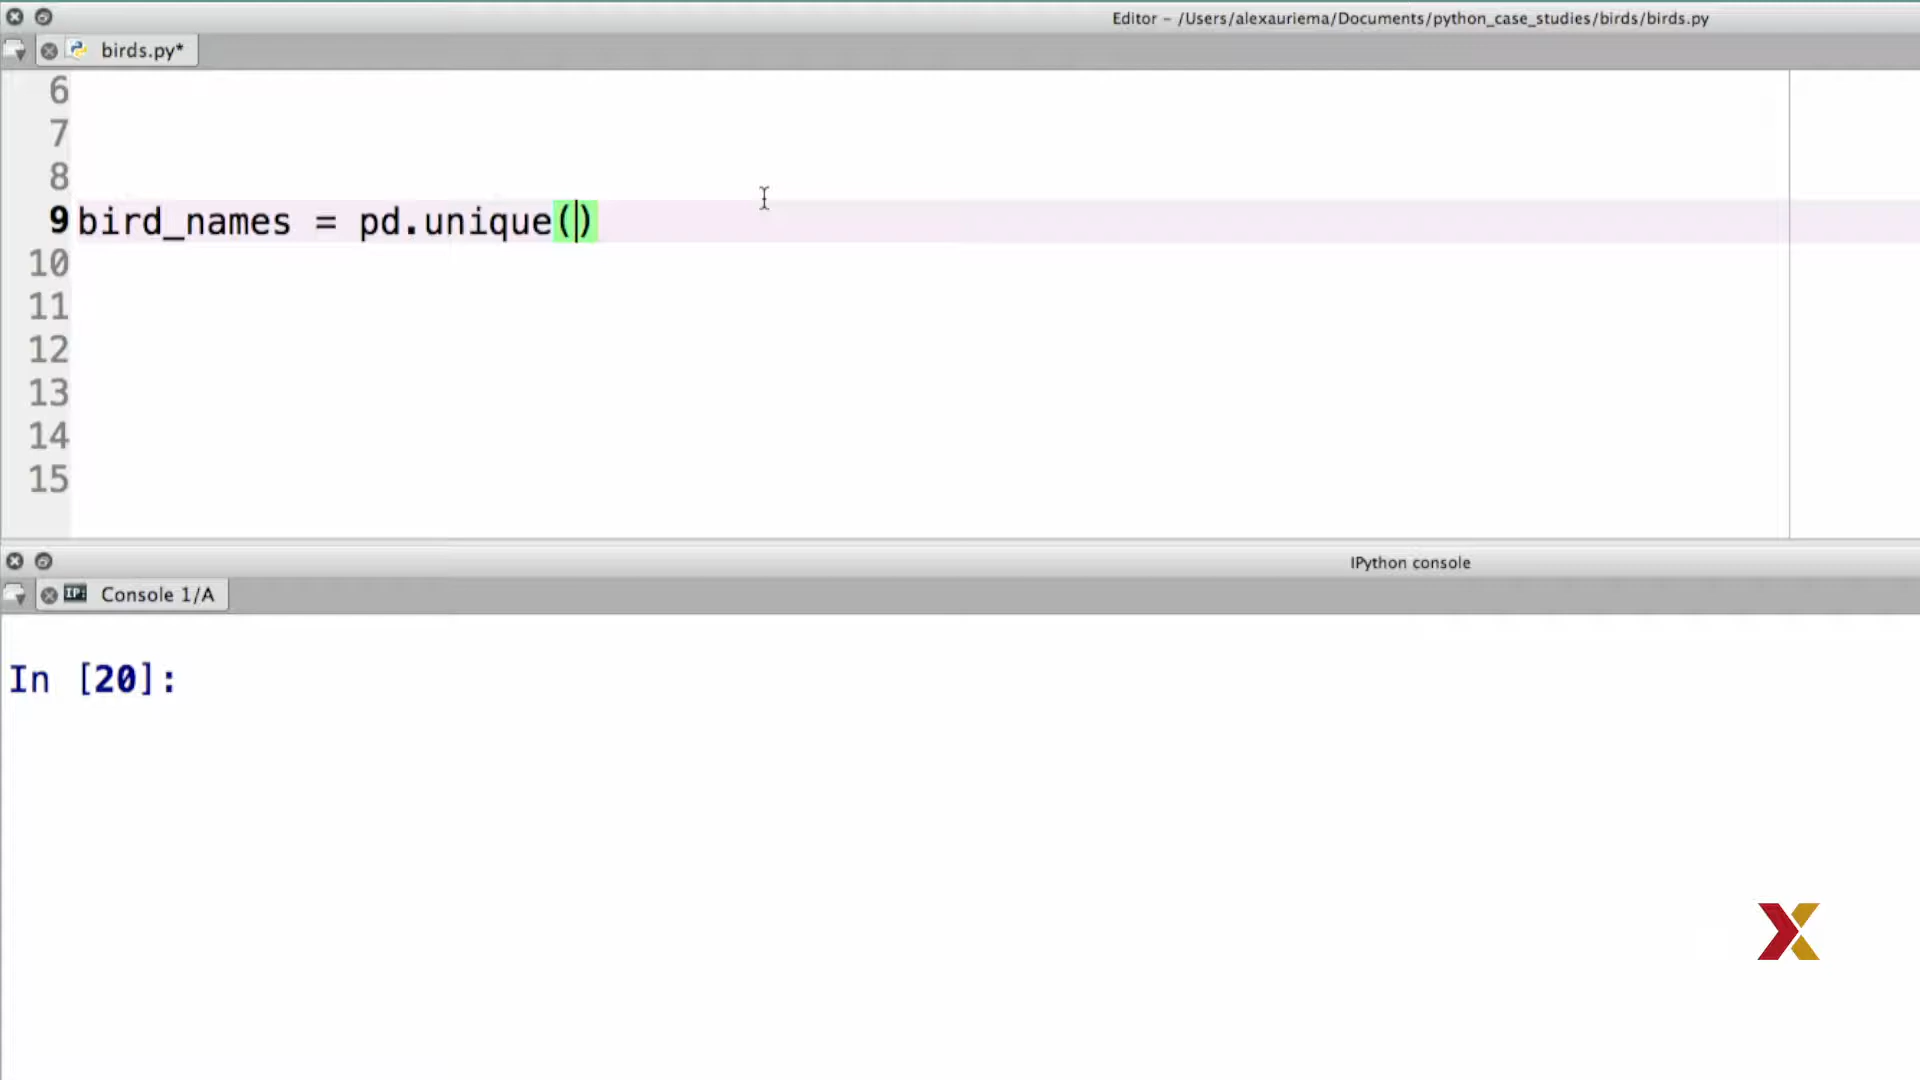 Editor – /Users/alexauriema/Documents/python_case_studies/birds/birds.py
birds.py*
6
7
8
9 bird_names = pd.unique()
10
11
12
13
14
15
IPython console
IP: Console 1/A
In [20]: